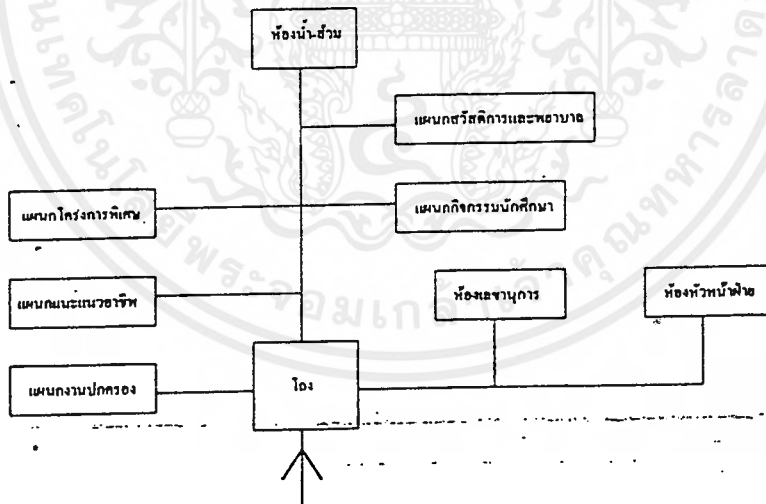 ห้องน้ำ-ส้วม
แผนกสวัสดิการและพยาบาล
แผนกโครงการพิเศษ
แผนกกิจกรรมนักศึกษา
แผนกแนะแนวอาชีพ
ห้องเลขานุการ
ห้องหัวหน้าฝ่าย
แผนกงานปกครอง
โถง